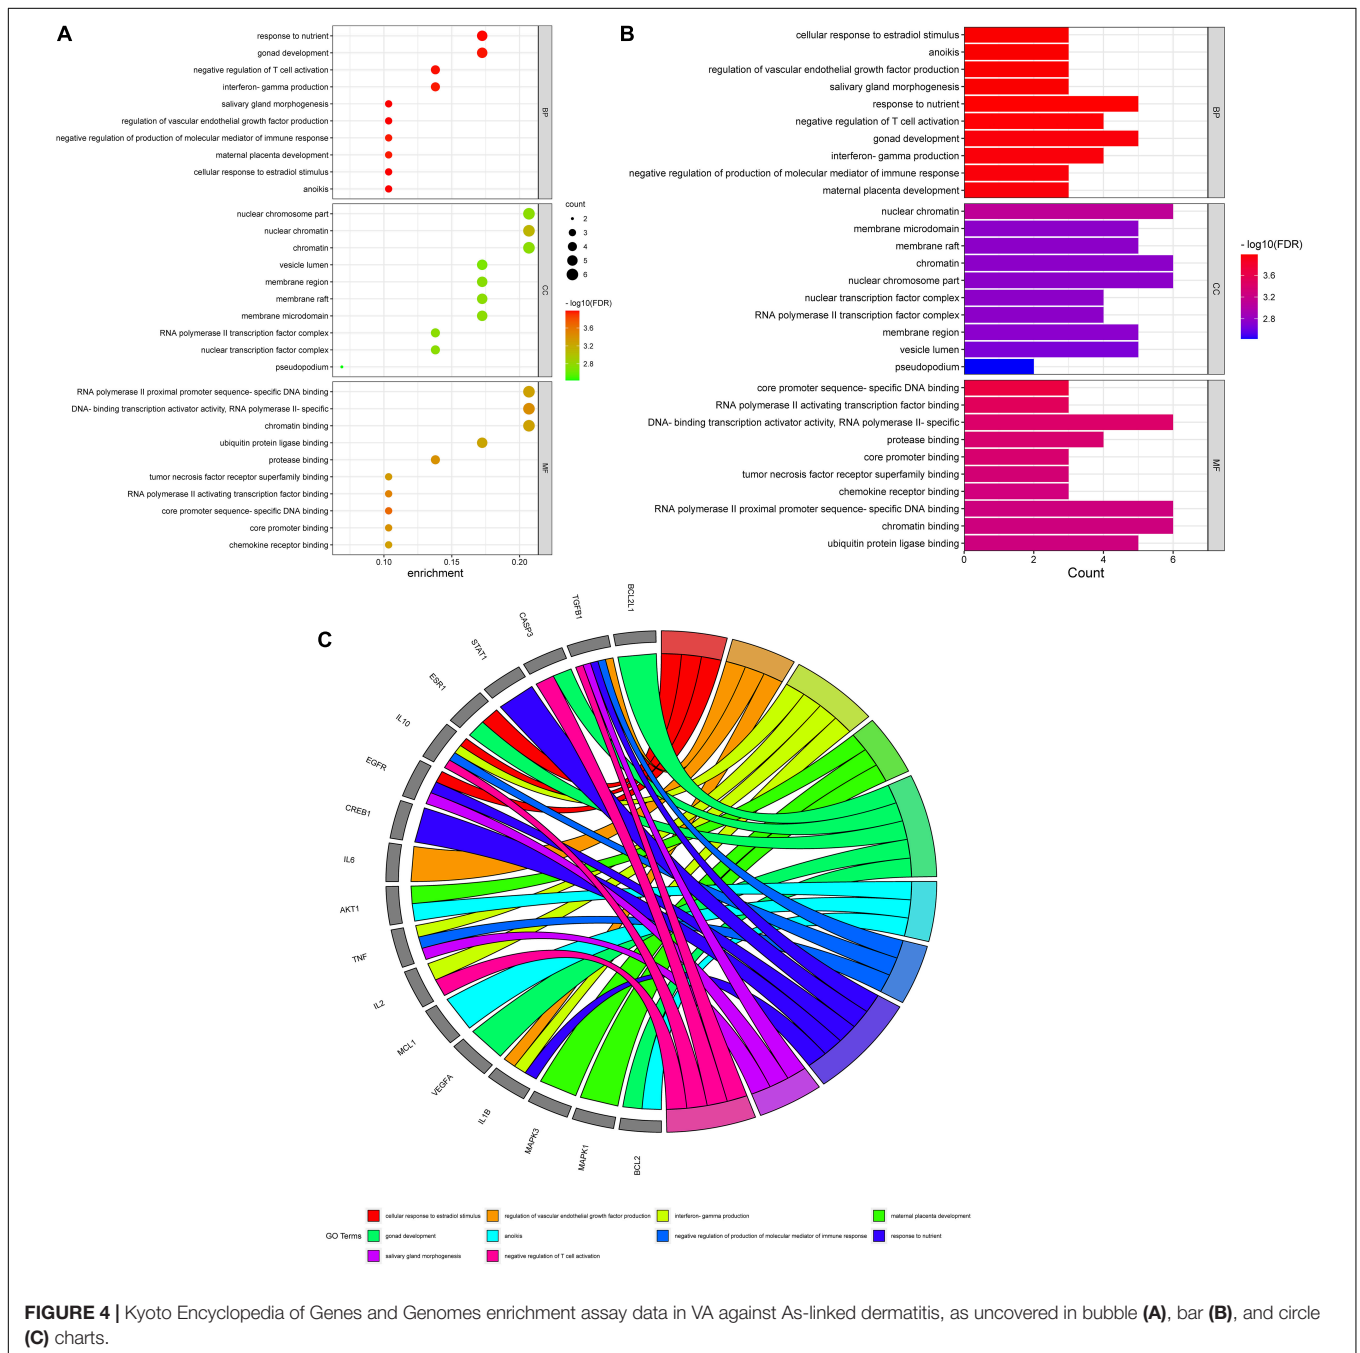 A
response to nutrient
gonad development
negative regulation of T cell activation
interferon- gamma production
salivary gland morphogenesis
regulation of vascular endothelial growth factor production
negative regulation of production of molecular mediator of immune response
maternal placenta development
cellular response to estradiol stimulus
anoikis
BP
nuclear chromosome part
nuclear chromatin
chromatin
vesicle lumen
membrane region
membrane raft
membrane microdomain
RNA polymerase II transcription factor complex
nuclear transcription factor complex
pseudopodium
CC
RNA polymerase II proximal promoter sequence- specific DNA binding
DNA- binding transcription activator activity, RNA polymerase II- specific
chromatin binding
ubiquitin protein ligase binding
protease binding
tumor necrosis factor receptor superfamily binding
RNA polymerase II activating transcription factor binding
core promoter sequence- specific DNA binding
core promoter binding
chemokine receptor binding
MF
0.10 0.15 0.20
enrichment
count
2
3
4
5
6
- log10(FDR)
3.6
3.2
2.8
B
cellular response to estradiol stimulus
anoikis
regulation of vascular endothelial growth factor production
salivary gland morphogenesis
response to nutrient
negative regulation of T cell activation
gonad development
interferon- gamma production
negative regulation of production of molecular mediator of immune response
maternal placenta development
BP
nuclear chromatin
membrane microdomain
membrane raft
chromatin
nuclear chromosome part
nuclear transcription factor complex
RNA polymerase II transcription factor complex
membrane region
vesicle lumen
pseudopodium
CC
core promoter sequence- specific DNA binding
RNA polymerase II activating transcription factor binding
DNA- binding transcription activator activity, RNA polymerase II- specific
protease binding
core promoter binding
tumor necrosis factor receptor superfamily binding
chemokine receptor binding
RNA polymerase II proximal promoter sequence- specific DNA binding
chromatin binding
ubiquitin protein ligase binding
MF
0 2 4 6
Count
- log10(FDR)
3.6
3.2
2.8
C
BCL2L1
TGFB1
CASP3
STAT1
ESR1
IL10
EGFR
CREB1
IL6
AKT1
TNF
IL2
MCL1
VEGFA
IL1B
MAPK3
MAPK1
BCL2
GO Terms
cellular response to estradiol stimulus regulation of vascular endothelial growth factor production interferon- gamma production maternal placenta development
gonad development anoikis negative regulation of production of molecular mediator of immune response response to nutrient
salivary gland morphogenesis negative regulation of T cell activation
FIGURE 4 | Kyoto Encyclopedia of Genes and Genomes enrichment assay data in VA against As-linked dermatitis, as uncovered in bubble (A), bar (B), and circle
(C) charts.